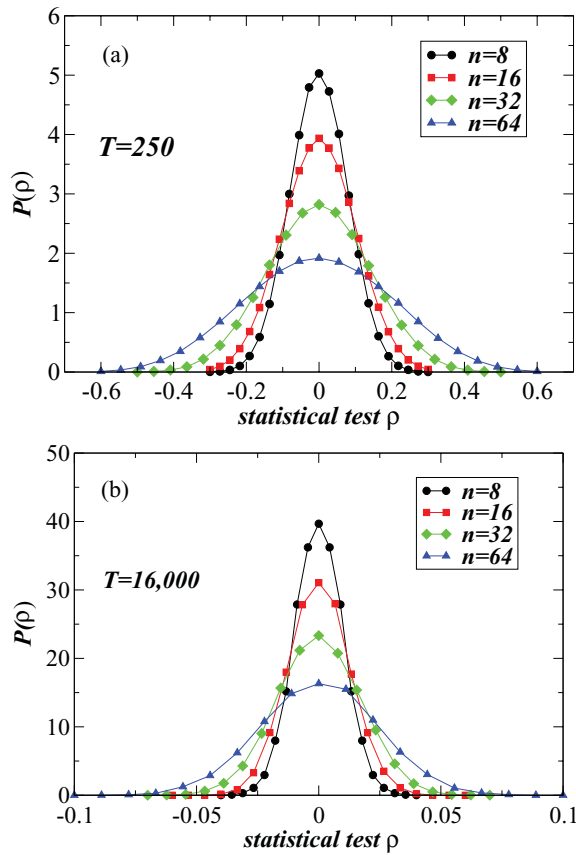 (a)
n=8
n=16
n=32
n=64
T=250
P(ρ)
6
5
4
3
2
1
0
-0.6 -0.4 -0.2 0 0.2 0.4 0.6
statistical test ρ
(b)
n=8
n=16
n=32
n=64
T=16,000
P(ρ)
50
40
30
20
10
0
-0.1 -0.05 0 0.05 0.1
statistical test ρ